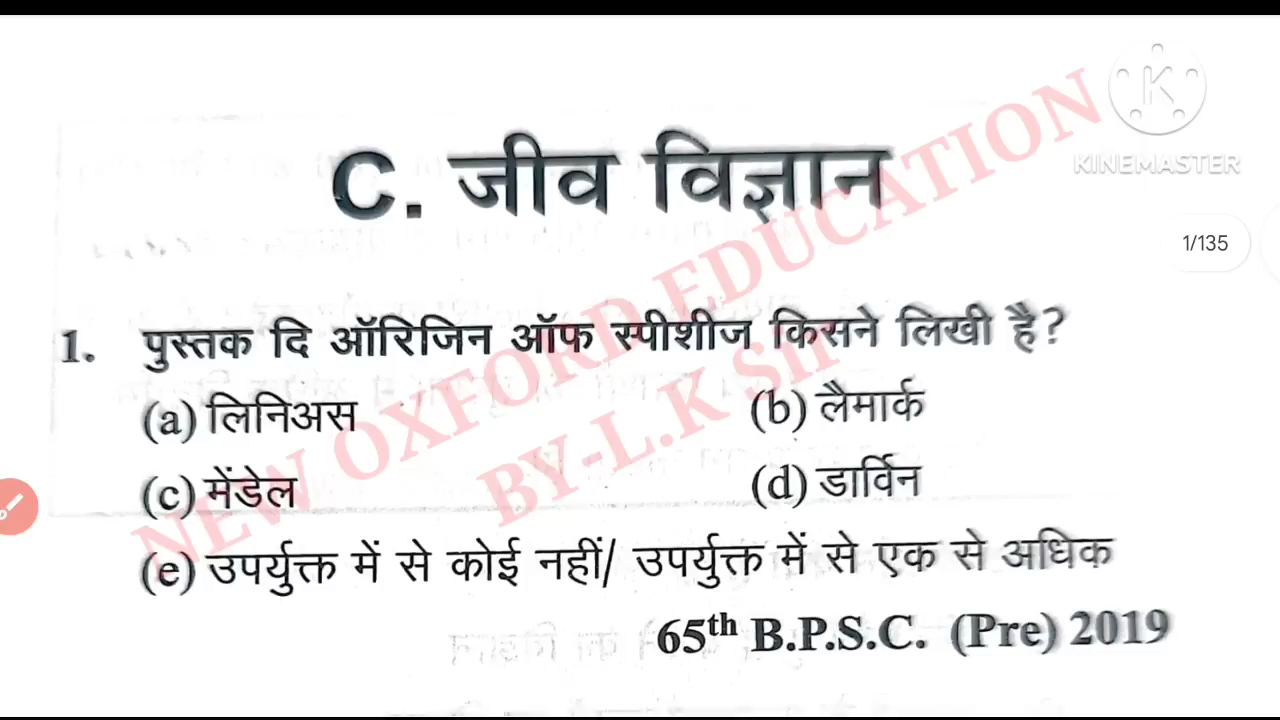 KINEMASTER
C. जीव विज्ञान
1/135
1. पुस्तक दि ऑरिजिन ऑफ स्पीशीज किसने लिखी है?
(a) लिनिअस (b) लैमार्क
(c) मेंडेल (d) डार्विन
(e) उपर्युक्त में से कोई नहीं/ उपर्युक्त में से एक से अधिक
65th B.P.S.C. (Pre) 2019
NEW OXFORD EDUCATION
BY-L.K SIR